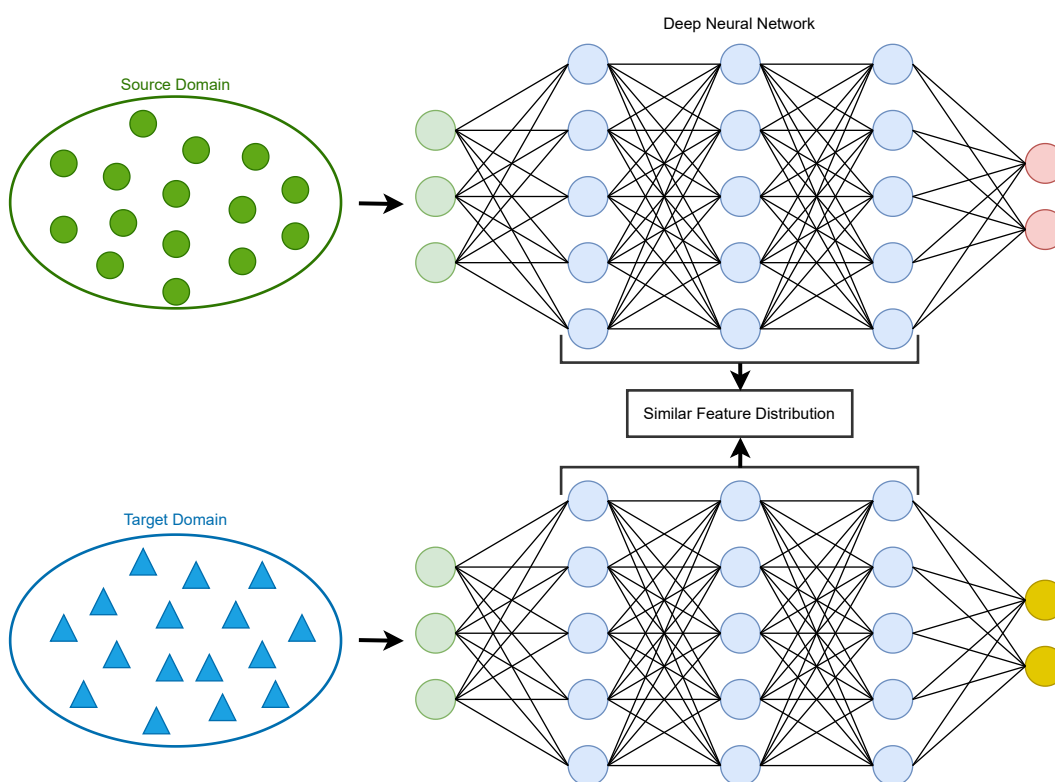 Deep Neural Network
Source Domain
Similar Feature Distribution
Target Domain